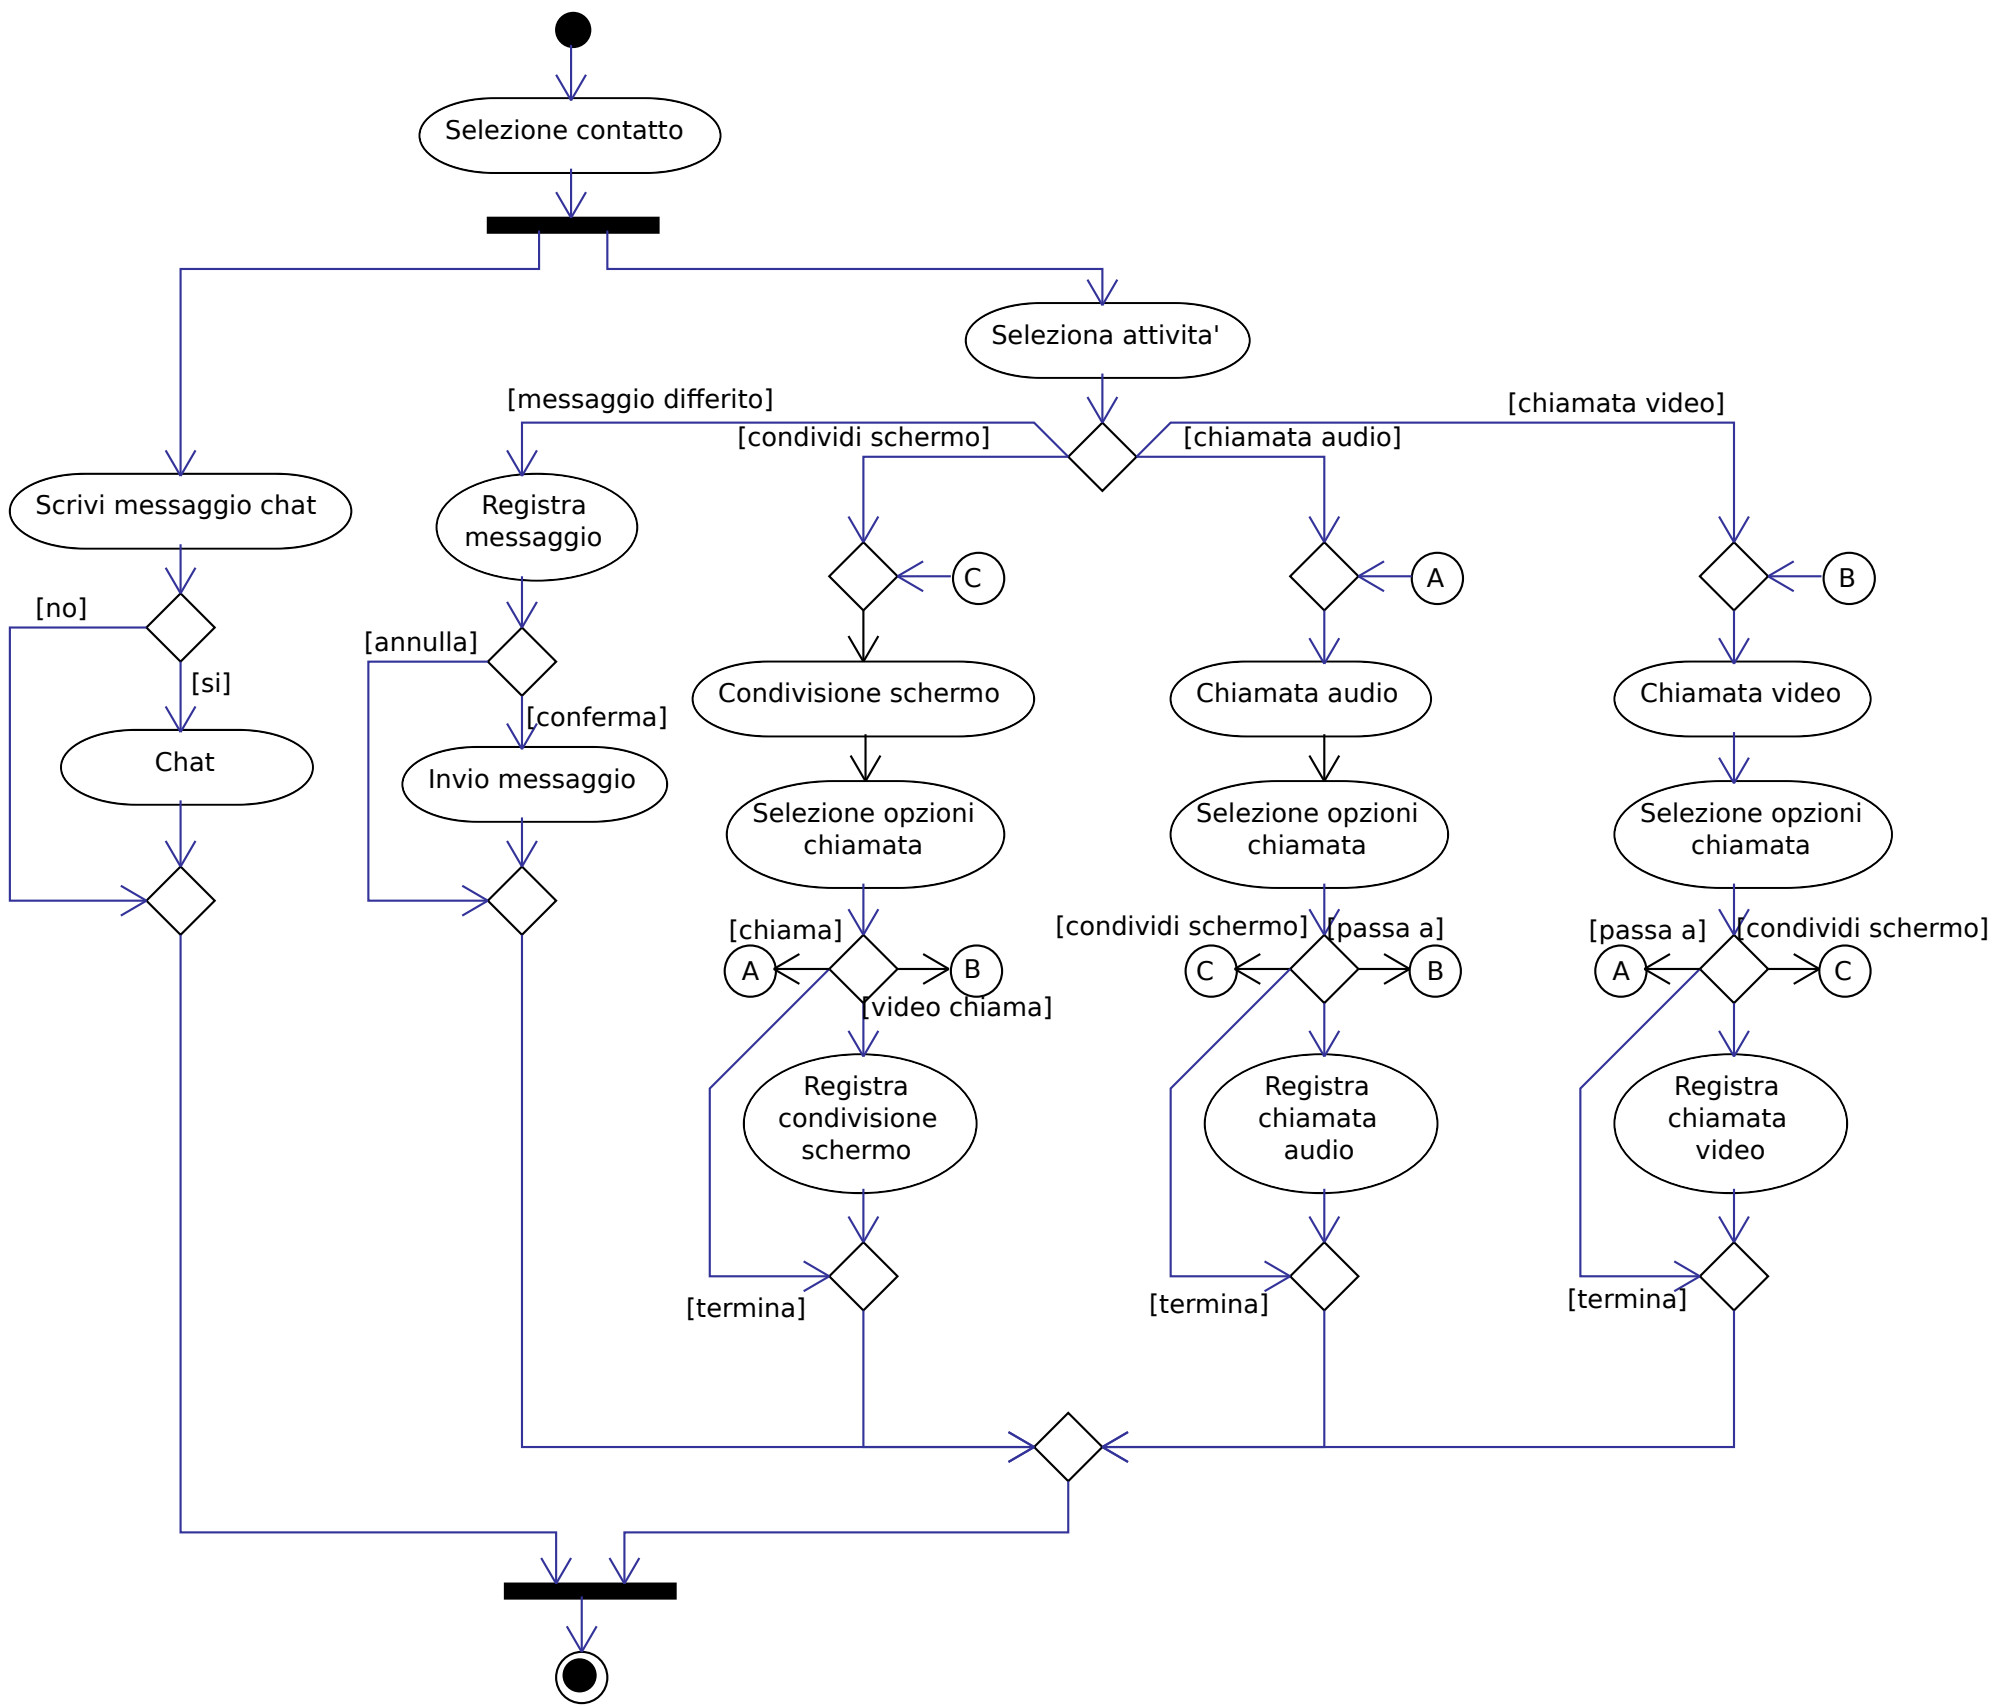 Selezione contatto
Seleziona attivita'
[messaggio differito]
[chiamata video]
[condividi schermo]
[chiamata audio]
Scrivi messaggio chat
Registra
messaggio
C
A
B
[no]
[annulla]
[si]
[conferma]
Condivisione schermo
Chiamata audio
Chiamata video
Chat
Invio messaggio
Selezione opzioni
chiamata
Selezione opzioni
chiamata
Selezione opzioni
chiamata
[chiama]
[condividi schermo]
[passa a]
[passa a]
[condividi schermo]
A
B
C
B
A
C
[video chiama]
Registra
condivisione
schermo
Registra
chiamata
audio
Registra
chiamata
video
[termina]
[termina]
[termina]